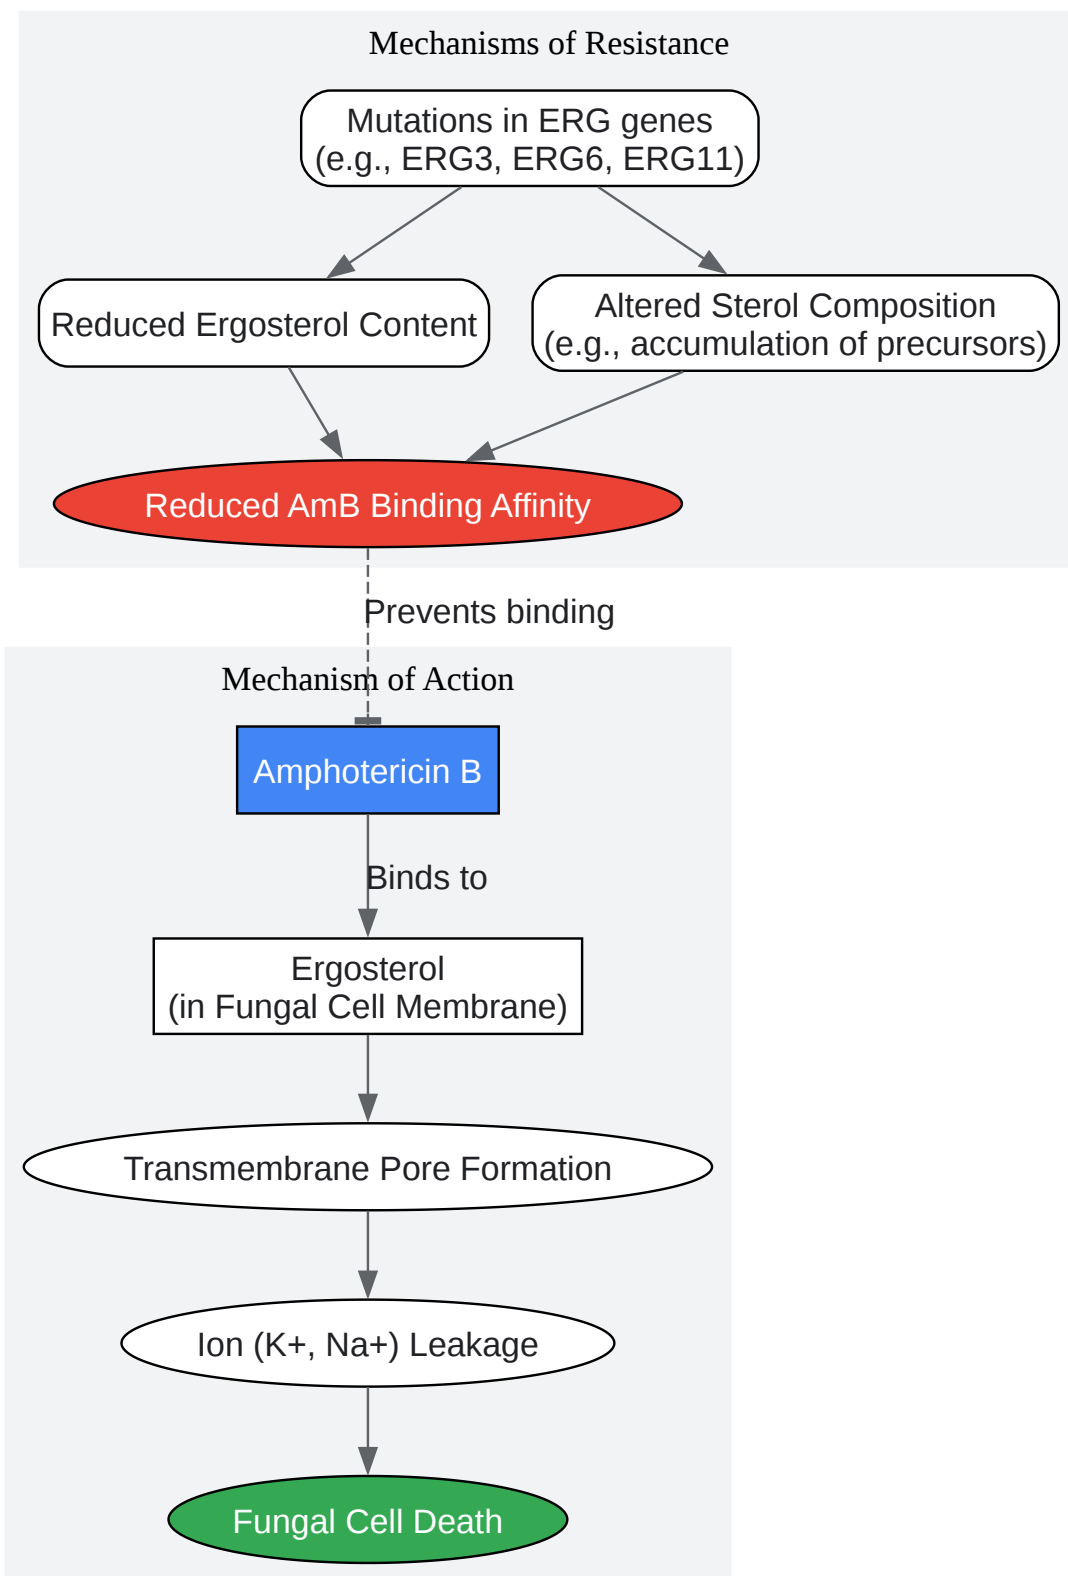 Mechanisms of Resistance
Mutations in ERG genes
(e.g., ERG3, ERG6, ERG11)
Reduced Ergosterol Content
Altered Sterol Composition
(e.g., accumulation of precursors)
Reduced AmB Binding Affinity
Prevents binding
Mechanism of Action
Amphotericin B
Binds to
Ergosterol
(in Fungal Cell Membrane)
Transmembrane Pore Formation
Ion (K+, Na+) Leakage
Fungal Cell Death